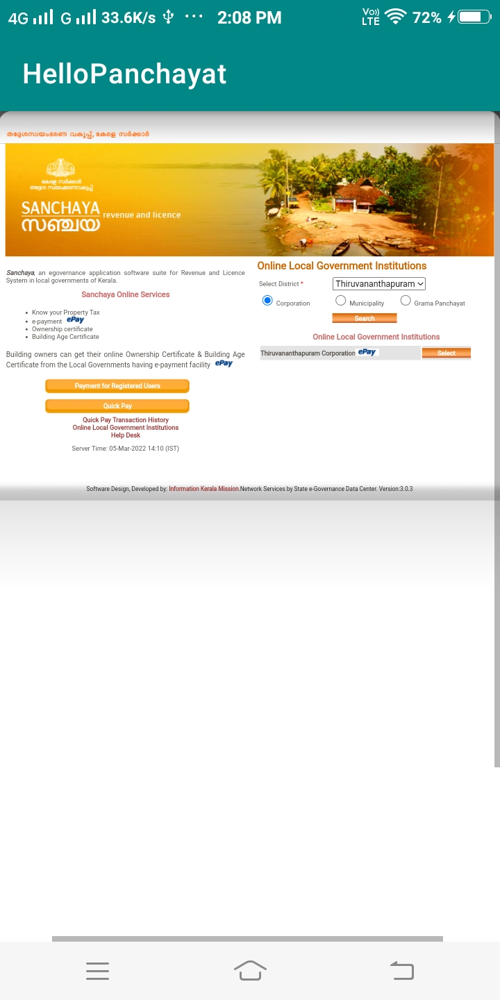 4G G 33.6K/s ... 2:08 PM Vo)) LTE 72%
HelloPanchayat
തദ്ദേശസ്വയംഭരണ വകുപ്പ്, കേരള സർക്കാർ
കേരള സർക്കാർ
SANCHAYA
സഞ്ചയ
revenue and licence
Sanchaya, an egovernance application software suite for Revenue and Licence
System in local governments of Kerala.
Sanchaya Online Services
• Know your Property Tax
• e-payment ePay
• Ownership certificate
• Building Age Certificate
Building owners can get their online Ownership Certificate & Building Age
Certificate from the Local Governments having e-payment facility ePay
Payment for Registered Users
Quick Pay
Quick Pay Transaction History
Online Local Government Institutions
Help Desk
Server Time: 05-Mar-2022 14:10 (IST)
Online Local Government Institutions
Select District * Thiruvananthapuram
Corporation Municipality Grama Panchayat
Search
Online Local Government Institutions
Thiruvananthapuram Corporation ePay Select
Software Design, Developed by: Information Kerala Mission.Network Services by State e-Governance Data Center. Version:3.0.3